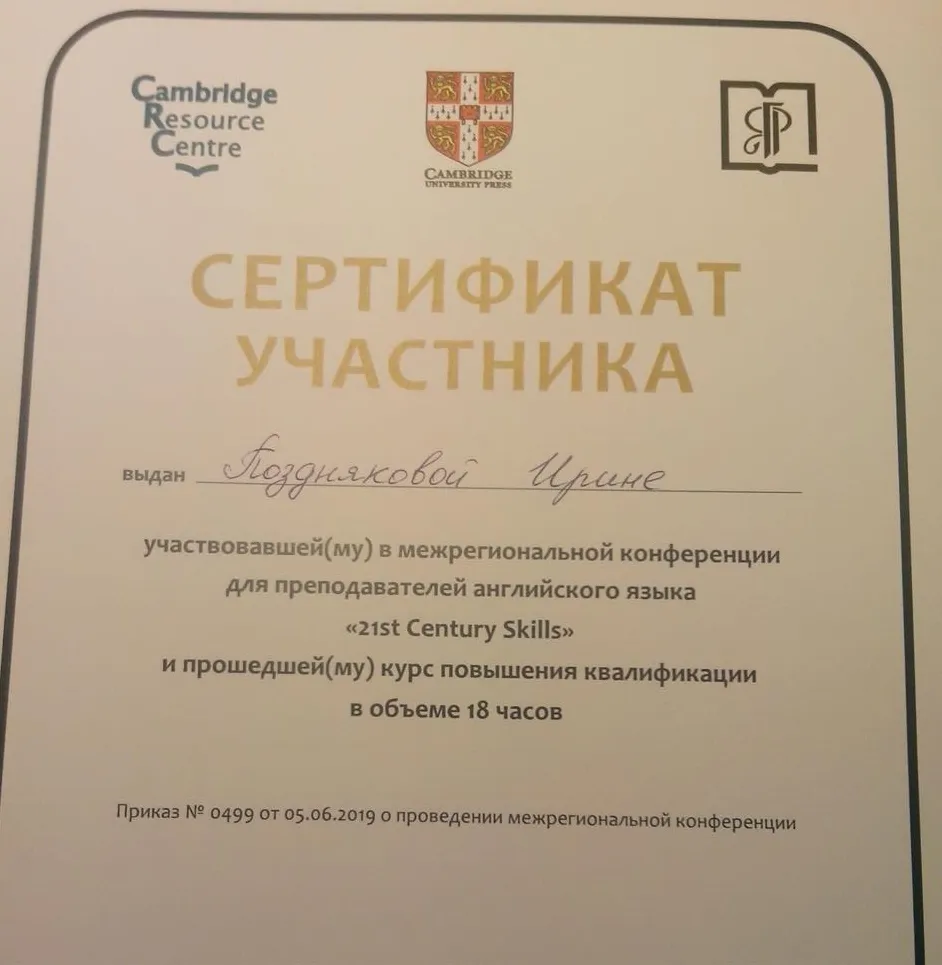 Cambridge
Resource
Centre
CAMBRIDGE
UNIVERSITY PRESS
СЕРТИФИКАТ
УЧАСТНИКА
выдан Поздняковой Ирине
участвовавшей(му) в межрегиональной конференции
для преподавателей английского языка
«21st Century Skills»
и прошедшей(му) курс повышения квалификации
в объеме 18 часов
Приказ № 0499 от 05.06.2019 о проведении межрегиональной конференции